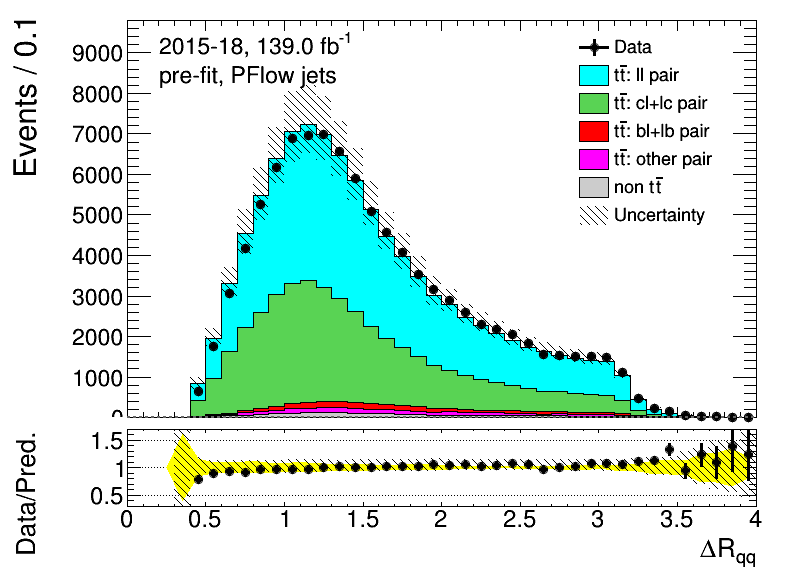 Events / 0.1
9000
8000
7000
6000
5000
4000
3000
2000
1000
0
2015-18, 139.0 fb⁻¹
pre-fit, PFlow jets
Data
tt̄: ll pair
tt̄: cl+lc pair
tt̄: bl+lb pair
tt̄: other pair
non tt̄
Uncertainty
Data/Pred.
1.5
1
0.5
0 0.5 1 1.5 2 2.5 3 3.5 4
ΔR_qq